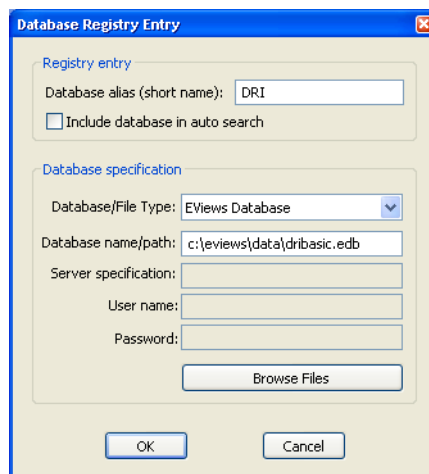 Database Registry Entry
Registry entry
Database alias (short name): DRI
Include database in auto search
Database specification
Database/File Type: EViews Database
Database name/path: c:\eviews\data\dribasic.edb
Server specification:
User name:
Password:
Browse Files
OK Cancel